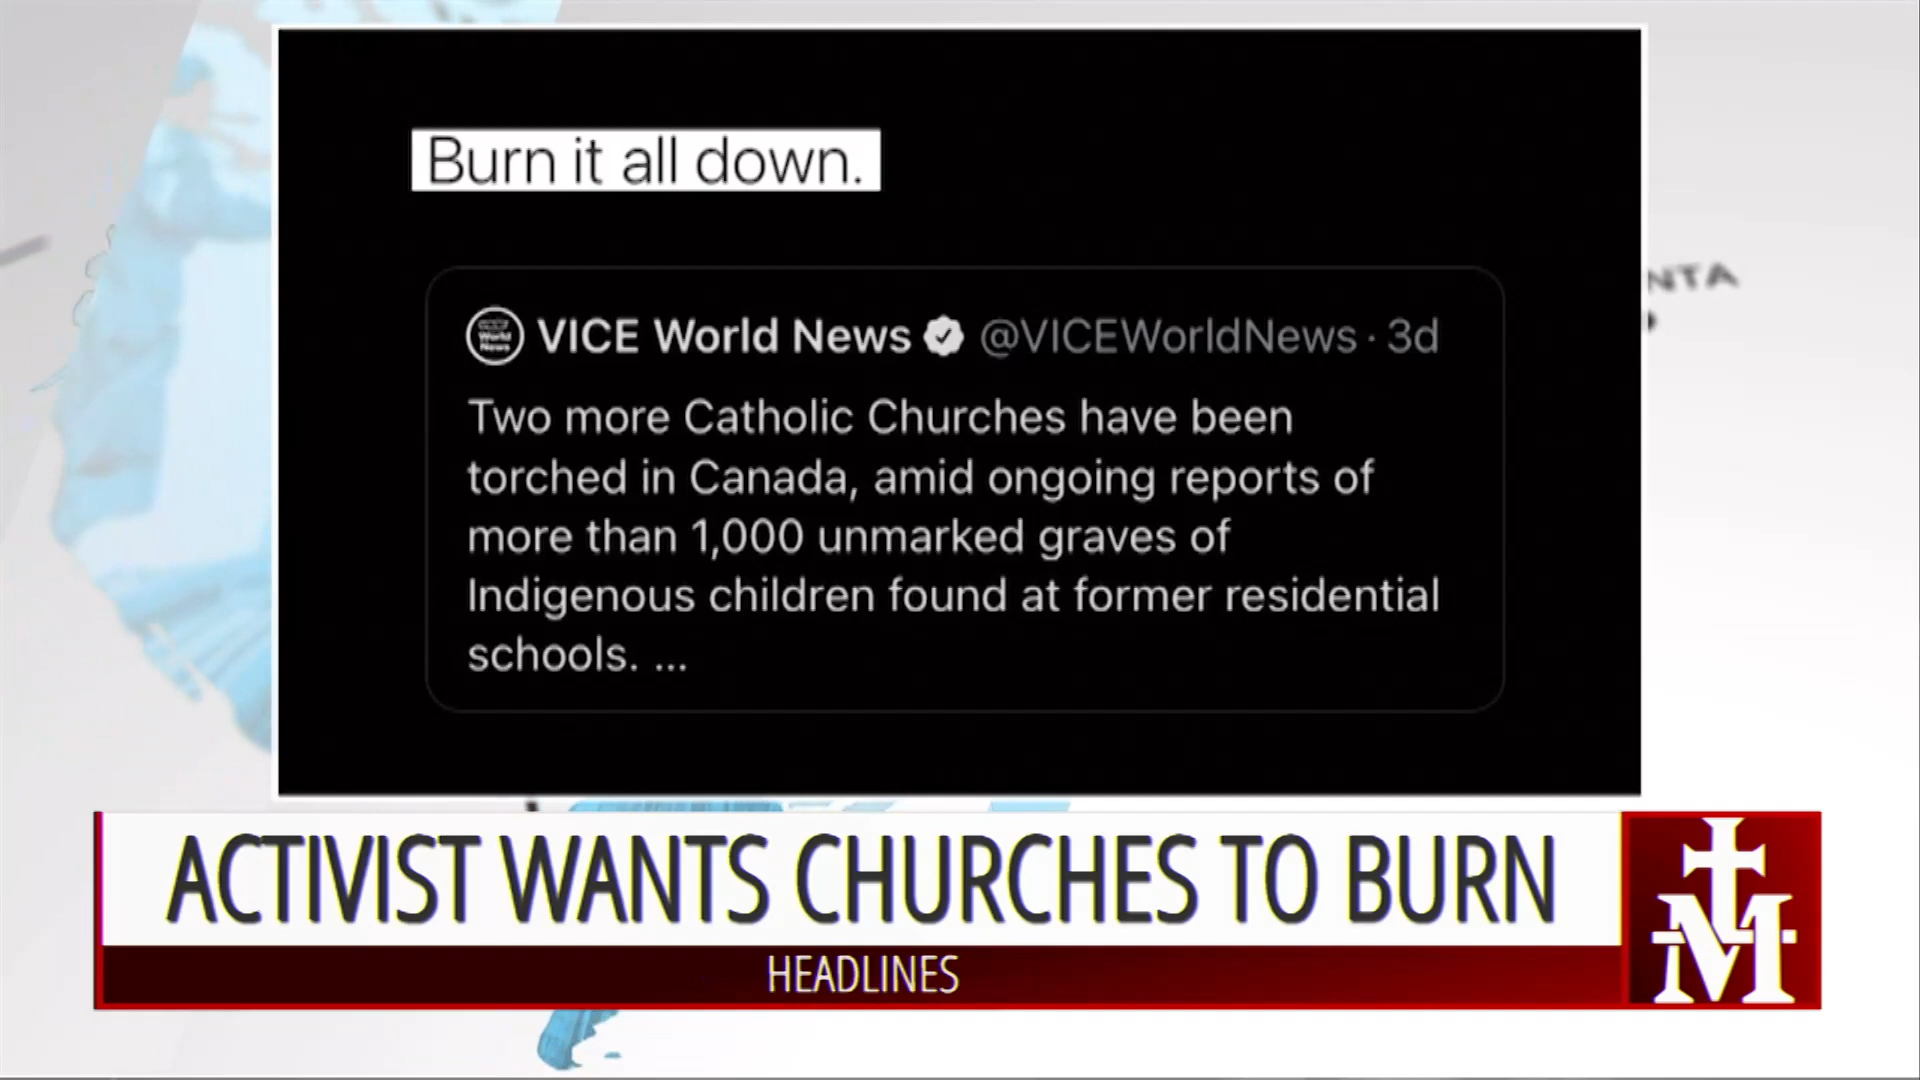 Burn it all down.
VICE World News @VICEWorldNews · 3d
Two more Catholic Churches have been
torched in Canada, amid ongoing reports of
more than 1,000 unmarked graves of
Indigenous children found at former residential
schools. ...
NTA
ACTIVIST WANTS CHURCHES TO BURN
HEADLINES
M